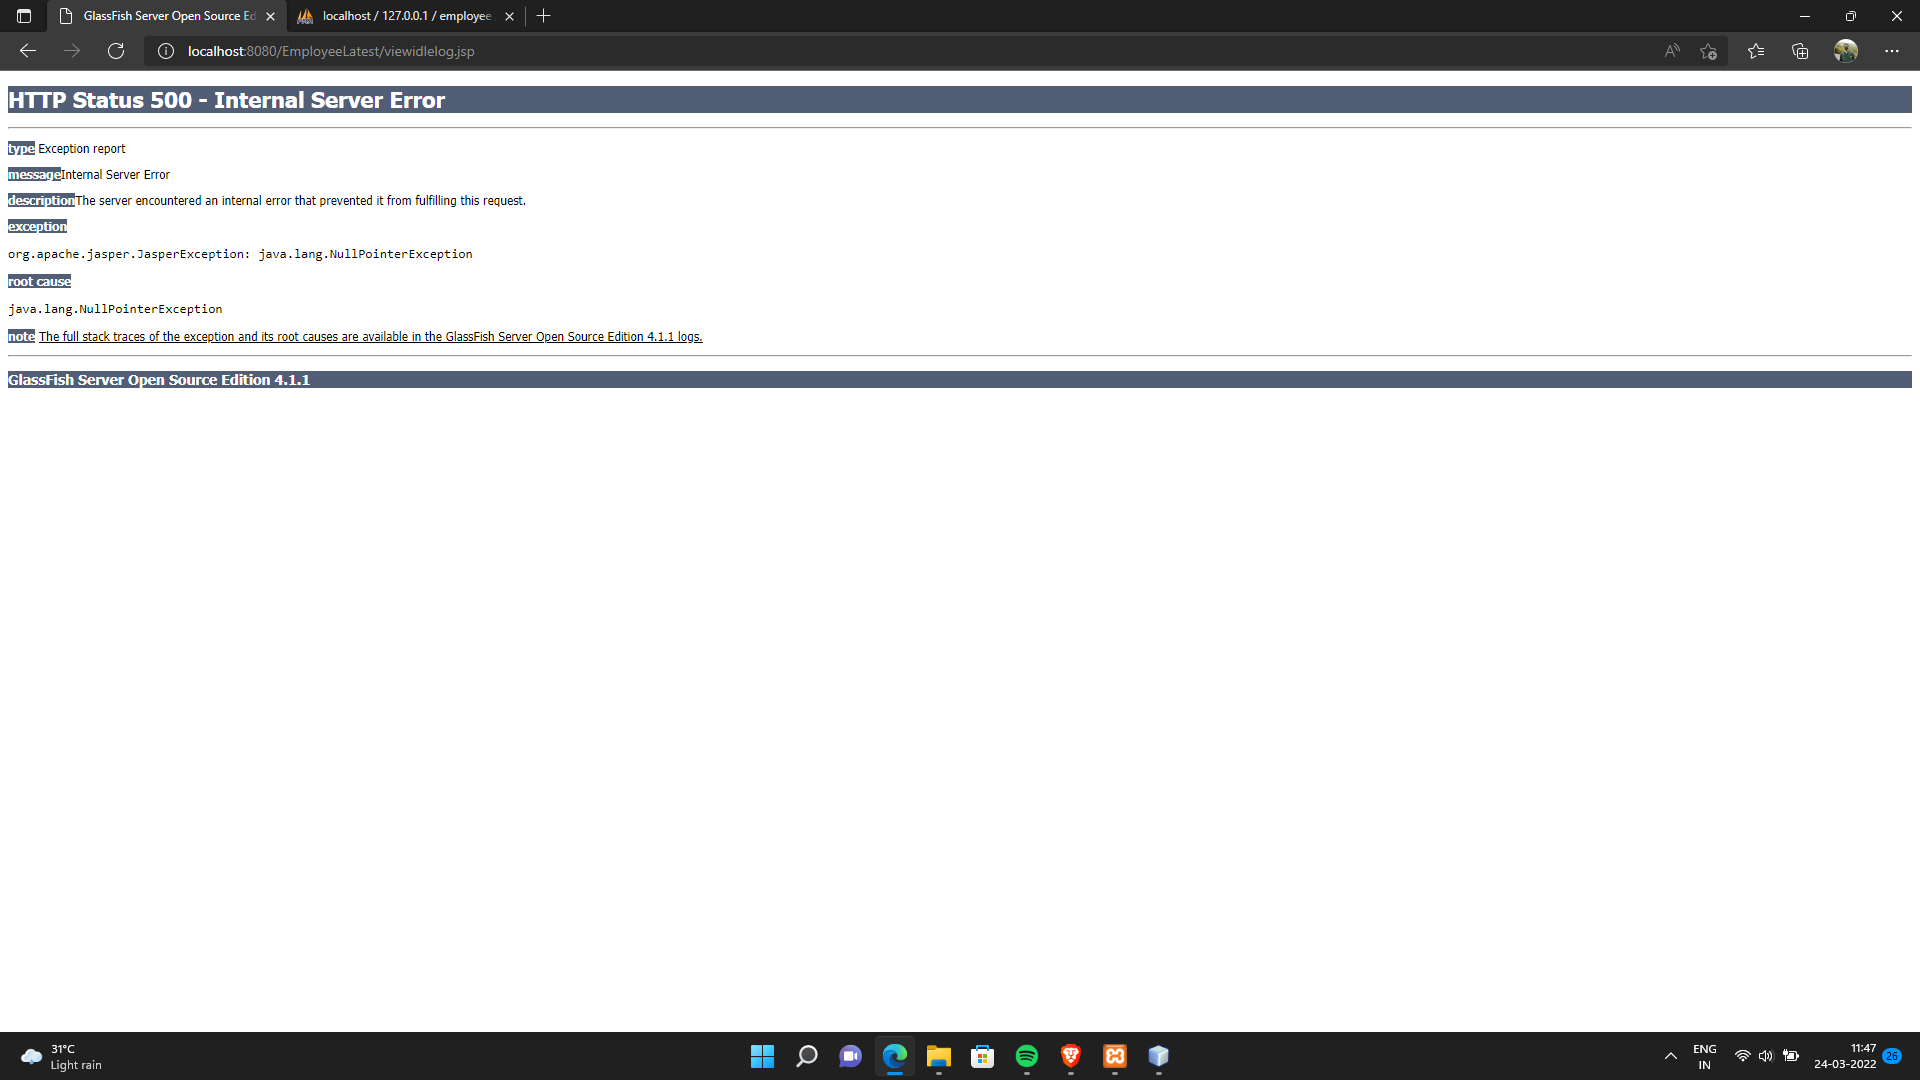 GlassFish Server Open Source Ed
localhost / 127.0.0.1 / employee
localhost:8080/EmployeeLatest/viewidlelog.jsp
HTTP Status 500 - Internal Server Error
type Exception report
messageInternal Server Error
descriptionThe server encountered an internal error that prevented it from fulfilling this request.
exception
org.apache.jasper.JasperException: java.lang.NullPointerException
root cause
java.lang.NullPointerException
note The full stack traces of the exception and its root causes are available in the GlassFish Server Open Source Edition 4.1.1 logs.
GlassFish Server Open Source Edition 4.1.1
31°C
Light rain
ENG
IN
11:47
24-03-2022
26